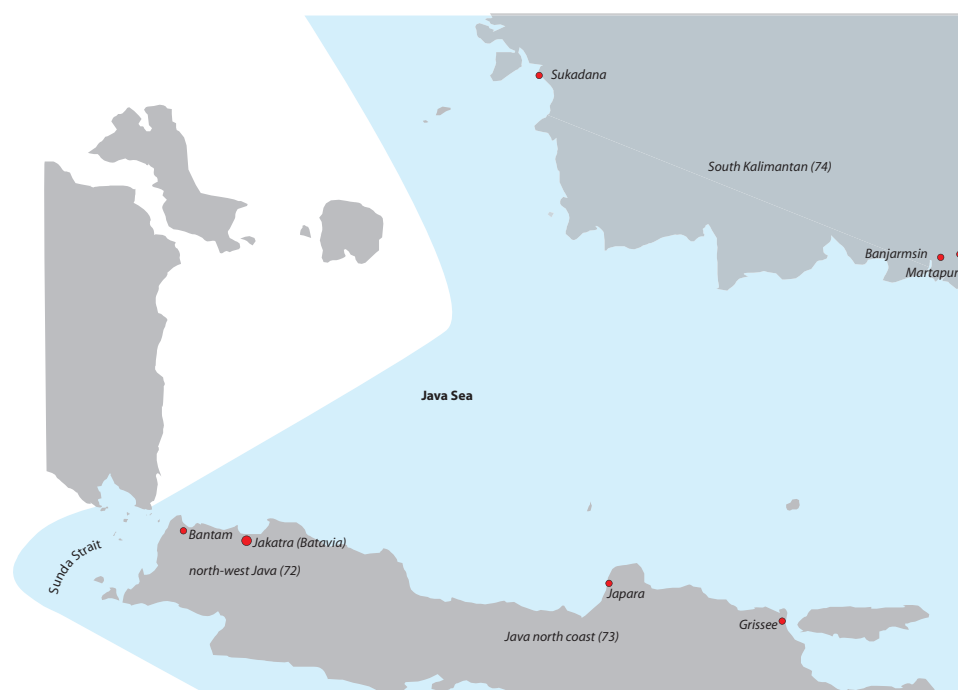 Sukadana
South Kalimantan (74)
Banjarmsin
Martapur
Java Sea
Sunda Strait
Bantam
Jakatra (Batavia)
north-west Java (72)
Japara
Grissee
Java north coast (73)